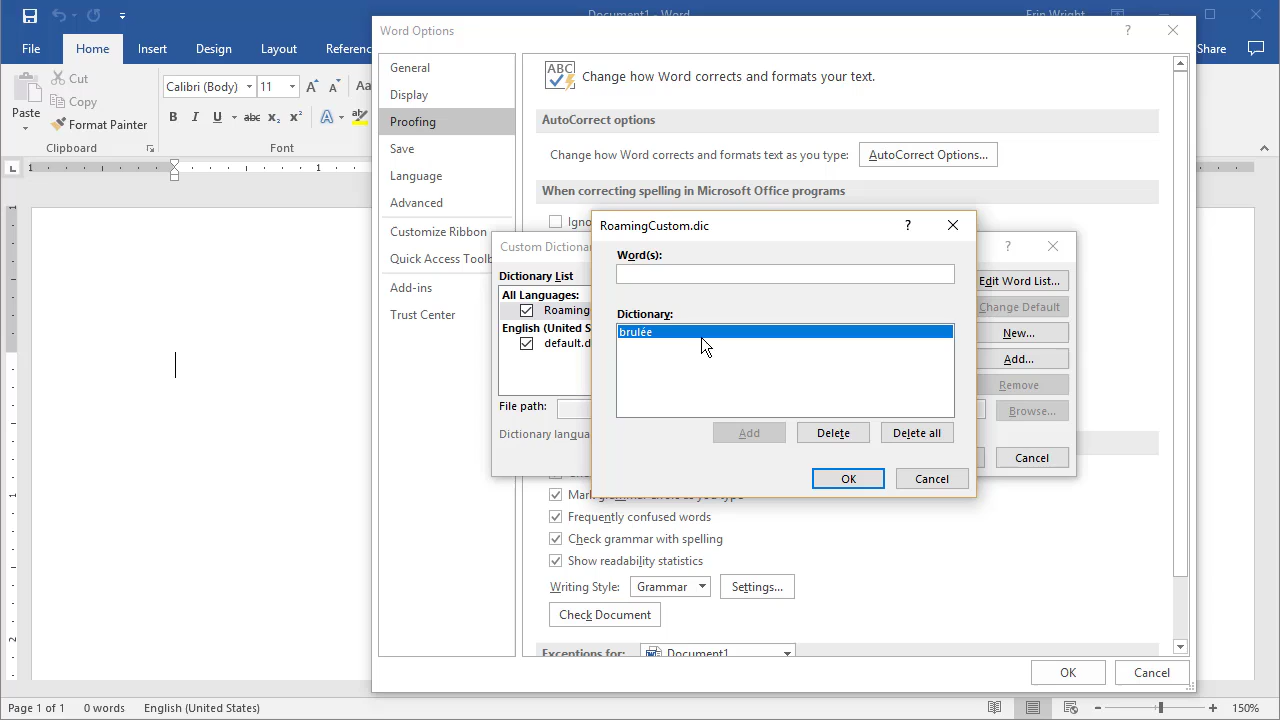 Document1 - Word
Erin Wright
File
Home
Insert
Design
Layout
Referenc
Share
Cut
Copy
Paste
Format Painter
Clipboard
Calibri (Body)
11
Aa
B I U abc x₂ x² A
Font
Word Options
General
Display
Proofing
Save
Language
Advanced
Customize Ribbon
Quick Access Toolb
Add-ins
Trust Center
ABC
Change how Word corrects and formats your text.
AutoCorrect options
Change how Word corrects and formats text as you type:
AutoCorrect Options...
When correcting spelling in Microsoft Office programs
Igno
Custom Dictionar
Dictionary List
All Languages:
Roaming
English (United S
default.d
File path:
Dictionary langua
Edit Word List...
Change Default
New...
Add...
Remove
Browse...
Cancel
RoamingCustom.dic
Word(s):
Dictionary:
brulée
Add
Delete
Delete all
OK
Cancel
Frequently confused words
Check grammar with spelling
Show readability statistics
Writing Style:
Grammar
Settings...
Check Document
Exceptions for:
Document1
OK
Cancel
Page 1 of 1
0 words
English (United States)
150%